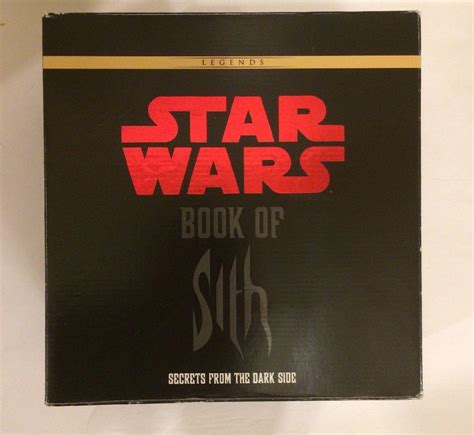 LEGENDS
STAR
WARS
BOOK OF
Sith
SECRETS FROM THE DARK SIDE